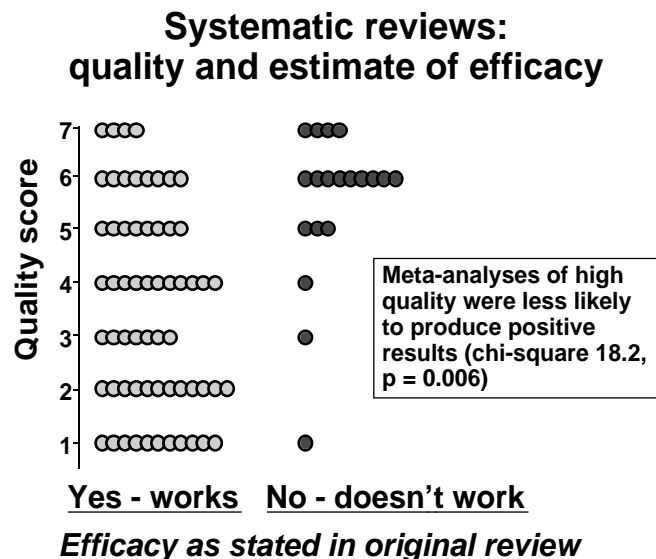 Systematic reviews:
quality and estimate of efficacy
Quality score
7
6
5
4
3
2
1
Meta-analyses of high
quality were less likely
to produce positive
results (chi-square 18.2,
p = 0.006)
Yes - works No - doesn't work
Efficacy as stated in original review